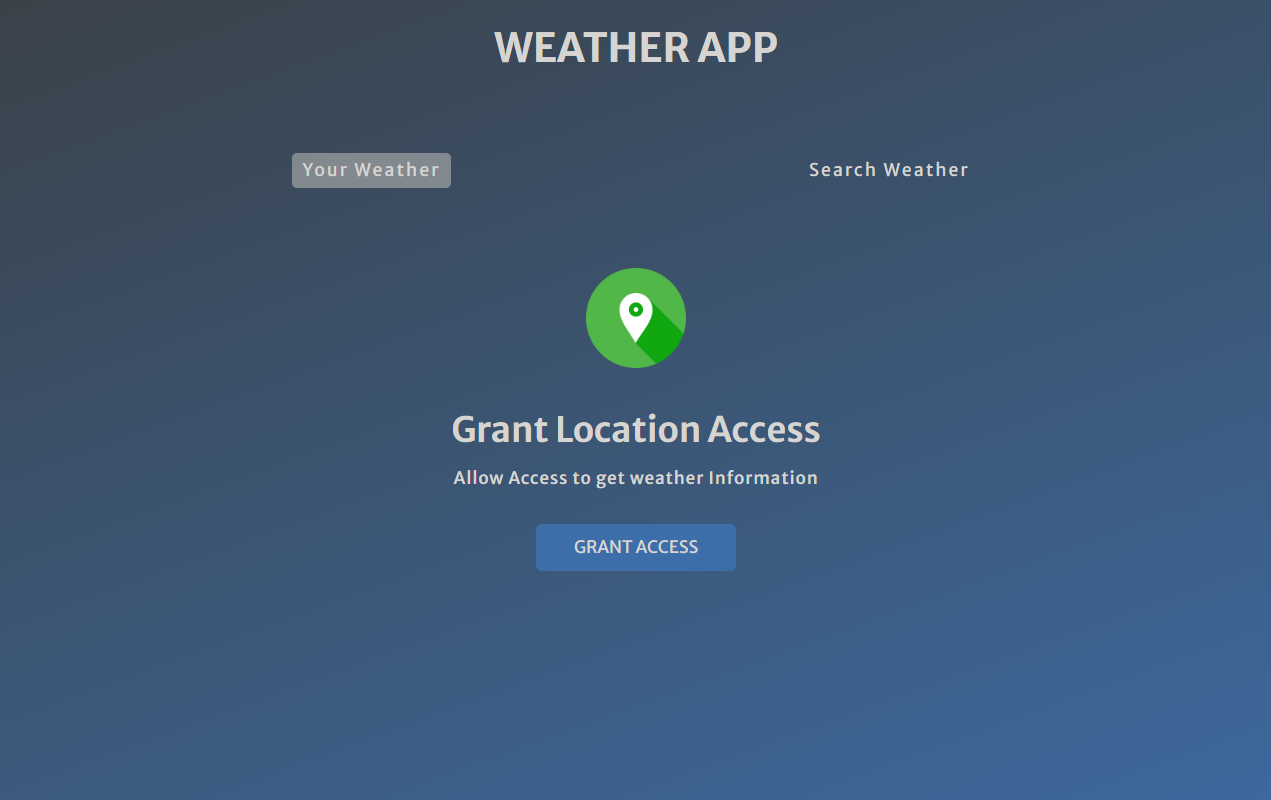 WEATHER APP
Your Weather
Search Weather
Grant Location Access
Allow Access to get weather Information
GRANT ACCESS